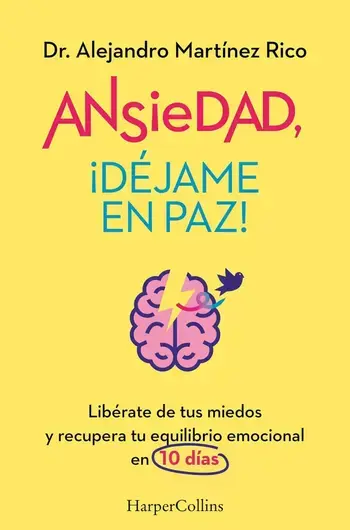 Dr. Alejandro Martínez Rico
ANsieDAD,
¡DÉJAME
EN PAZ!
Libérate de tus miedos
y recupera tu equilibrio emocional
en 10 días
HarperCollins